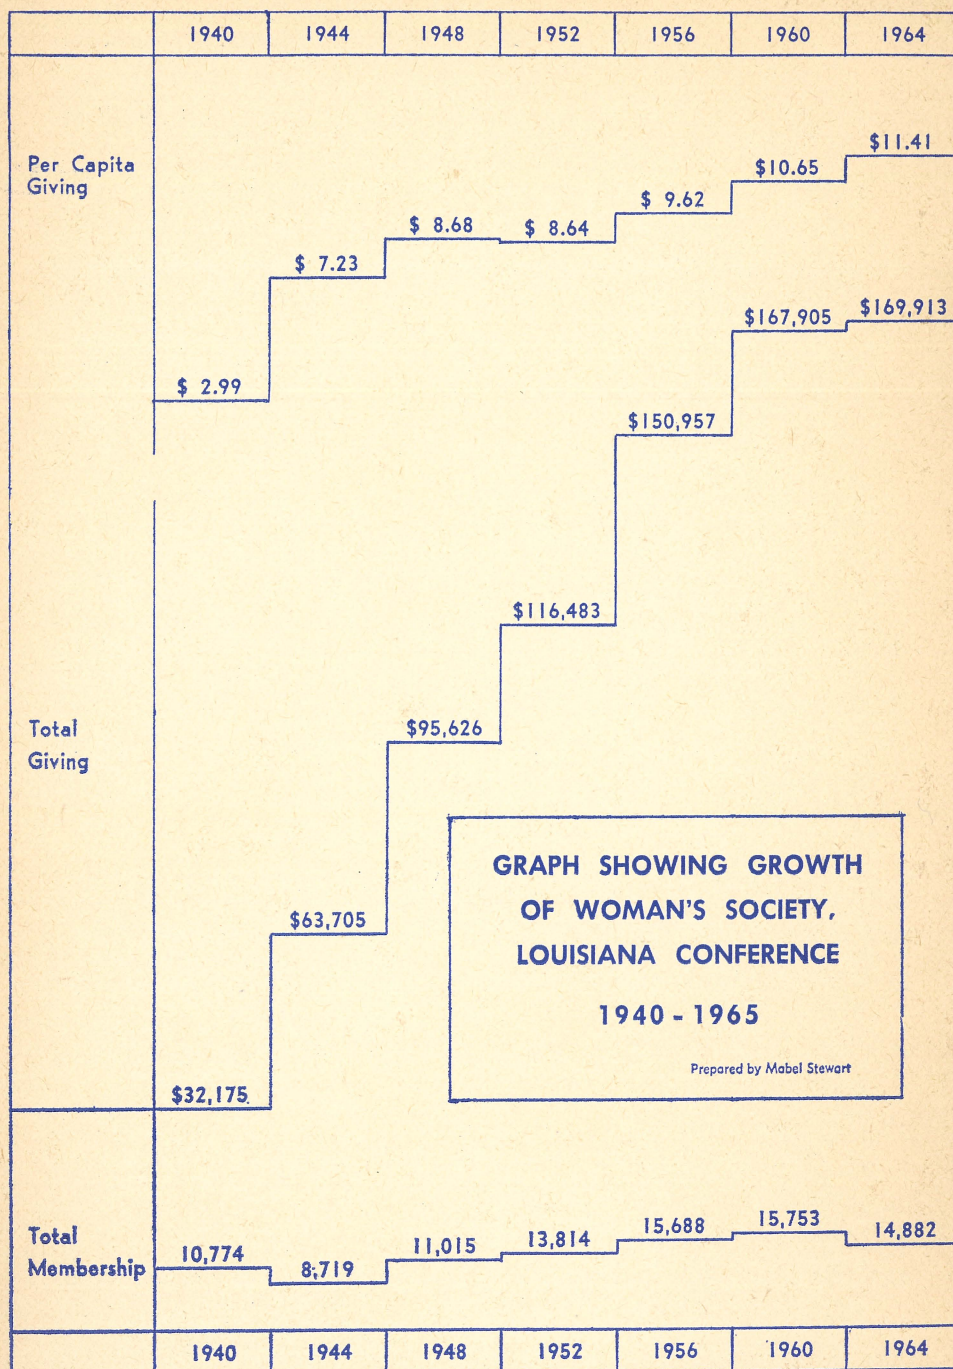 1940 1944 1948 1952 1956 1960 1964
Per Capita
Giving
$ 2.99
$ 7.23
$ 8.68
$ 8.64
$ 9.62
$10.65
$11.41
Total
Giving
$32,175
$63,705
$95,626
$116,483
$150,957
$167,905
$169,913
GRAPH SHOWING GROWTH
OF WOMAN'S SOCIETY,
LOUISIANA CONFERENCE
1940 - 1965
Prepared by Mabel Stewart
Total
Membership
10,774
8,719
11,015
13,814
15,688
15,753
14,882
1940 1944 1948 1952 1956 1960 1964